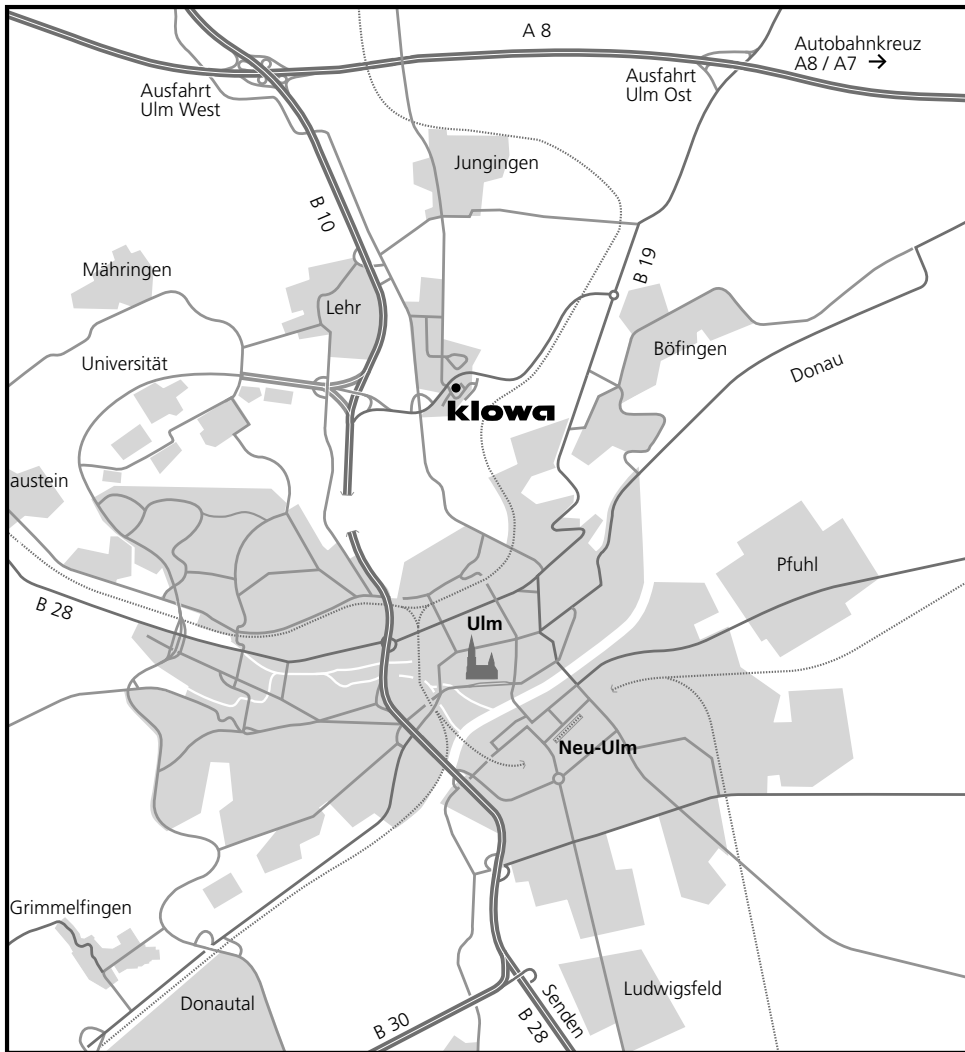 A 8
Autobahnkreuz
A8 / A7 →
Ausfahrt
Ulm West
Ausfahrt
Ulm Ost
Jungingen
B 10
B 19
Mähringen
Lehr
Universität
Böfingen
Donau
klowa
austein
Pfuhl
B 28
Ulm
Neu-Ulm
Grimmelfingen
Donautal
B 30
Senden
B 28
Ludwigsfeld